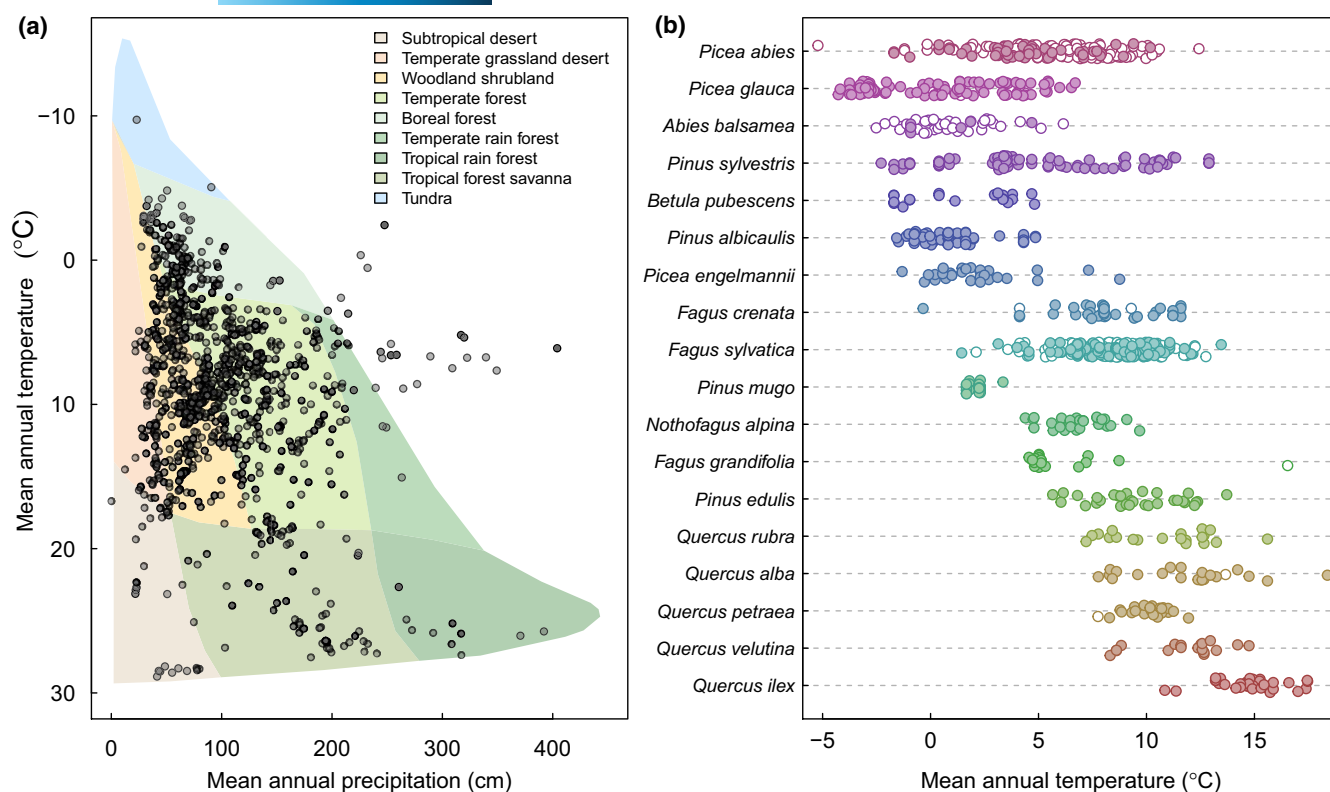 (a)
Subtropical desert
Temperate grassland desert
Woodland shrubland
Temperate forest
Boreal forest
Temperate rain forest
Tropical rain forest
Tropical forest savanna
Tundra
−10
0
10
20
30
Mean annual temperature (°C)
0 100 200 300 400
Mean annual precipitation (cm)
(b)
Picea abies
Picea glauca
Abies balsamea
Pinus sylvestris
Betula pubescens
Pinus albicaulis
Picea engelmannii
Fagus crenata
Fagus sylvatica
Pinus mugo
Nothofagus alpina
Fagus grandifolia
Pinus edulis
Quercus rubra
Quercus alba
Quercus petraea
Quercus velutina
Quercus ilex
−5 0 5 10 15
Mean annual temperature (°C)